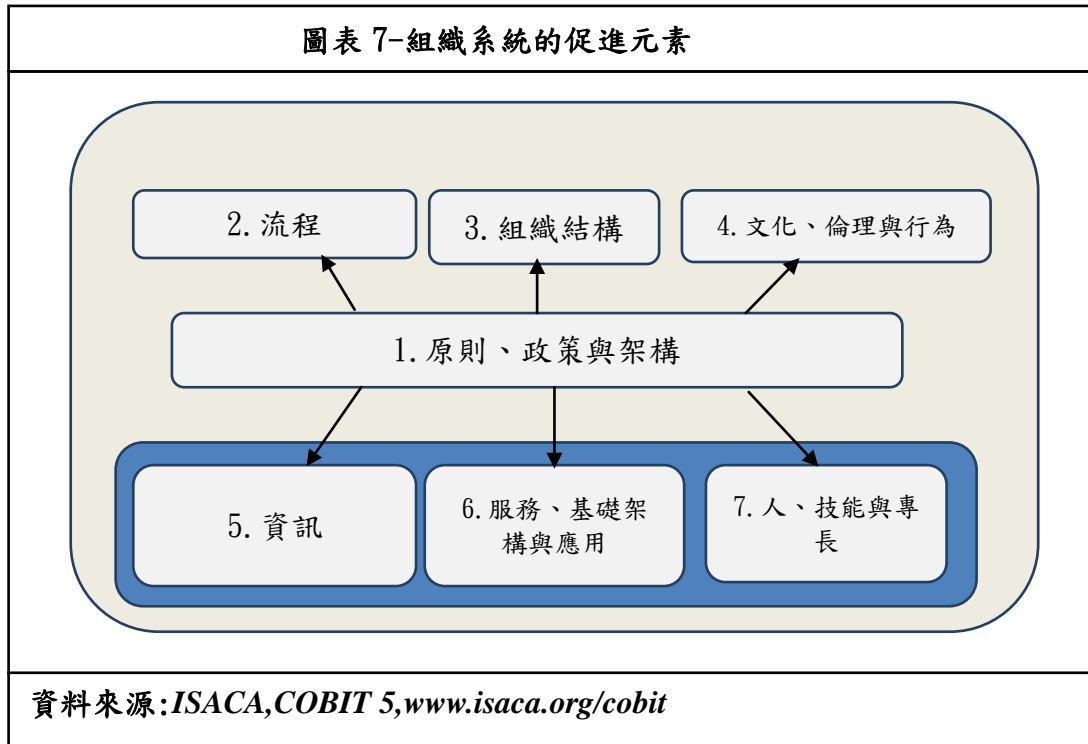 圖表 7-組織系統的促進元素
2.流程
3.組織結構
4.文化、倫理與行為
1.原則、政策與架構
5.資訊
6.服務、基礎架
構與應用
7.人、技能與專
長
資料來源:ISACA,COBIT 5,www.isaca.org/cobit